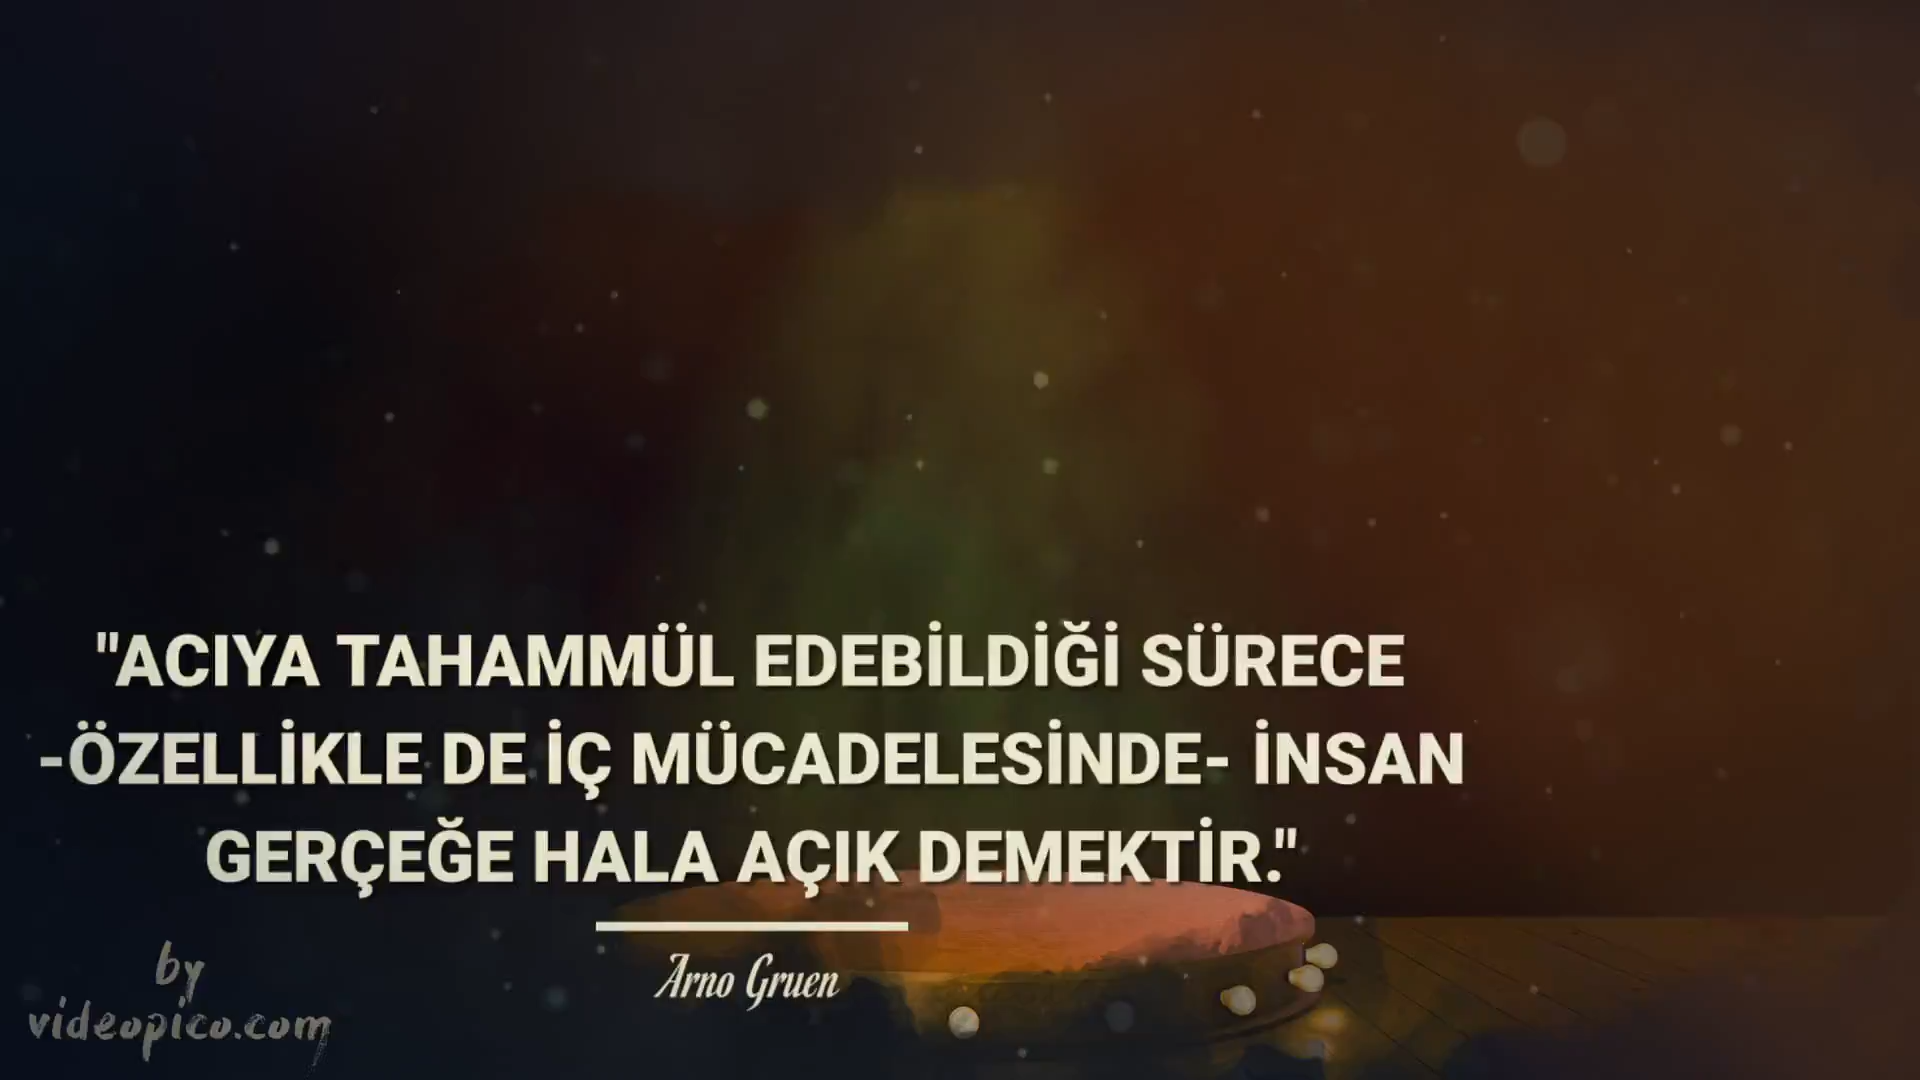 "ACIYA TAHAMMÜL EDEBİLDİĞİ SÜRECE
-ÖZELLİKLE DE İÇ MÜCADELESİNDE- İNSAN
GERÇEĞE HALA AÇIK DEMEKTİR."
Arno Gruen
by
videopico.com